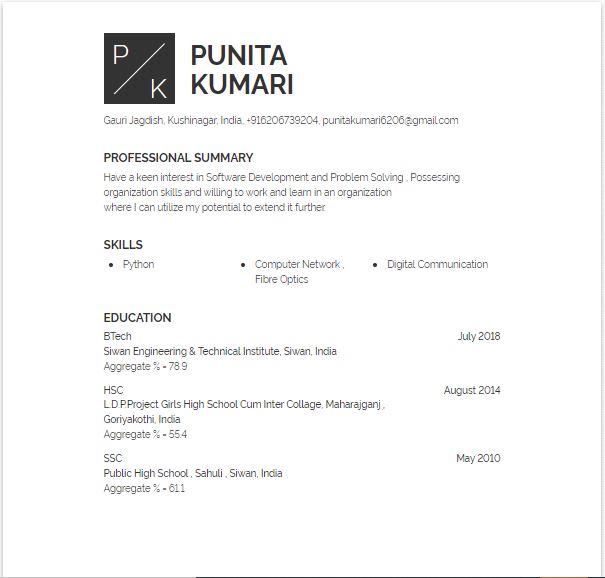 P
K
PUNITA
KUMARI
Gauri Jagdish, Kushinagar, India, +916206739204, punitakumari6206@gmail.com
PROFESSIONAL SUMMARY
Have a keen interest in Software Development and Problem Solving , Possessing
organization skills and willing to work and learn in an organization
where I can utilize my potential to extend it further.
SKILLS
• Python
• Computer Network ,
Fibre Optics
• Digital Communication
EDUCATION
BTech July 2018
Siwan Engineering & Technical Institute, Siwan, India
Aggregate % = 78.9
HSC August 2014
L.D.P.Project Girls High School Cum Inter Collage, Maharajganj ,
Goriyakothi, India
Aggregate % = 55.4
SSC May 2010
Public High School , Sahuli , Siwan, India
Aggregate % = 61.1